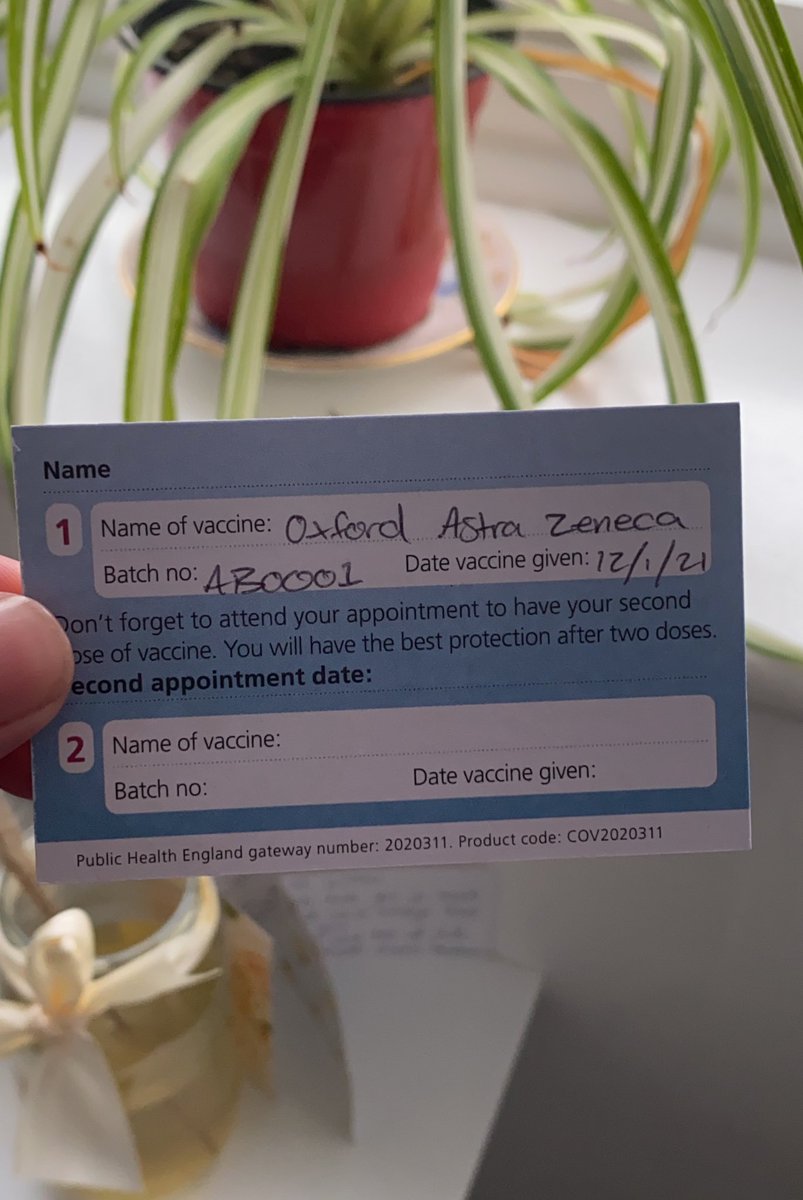 Name
1 Name of vaccine: Oxford Astra Zeneca
Batch no: AB0001 Date vaccine given: 12/1/21
Don't forget to attend your appointment to have your second
ose of vaccine. You will have the best protection after two doses.
econd appointment date:
2 Name of vaccine:
Batch no: Date vaccine given:
Public Health England gateway number: 2020311. Product code: COV2020311